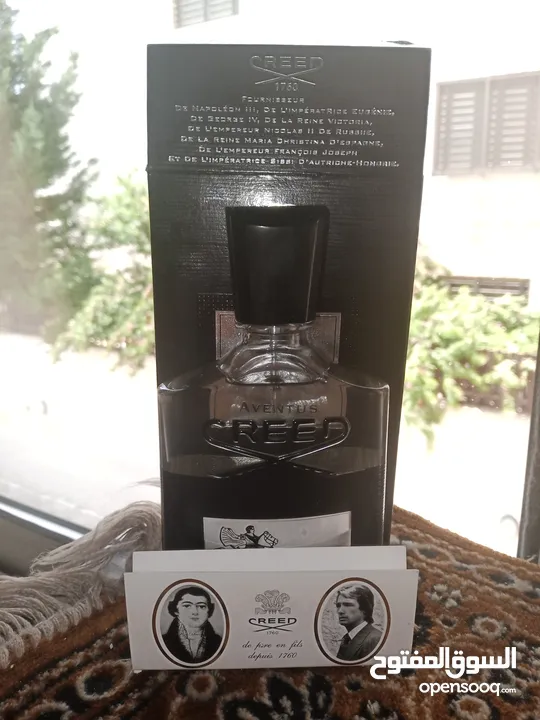 CREED
1760
FOURNISSEUR
DE NAPOLÉON III, DE L'IMPÉRATRICE EUGÉNIE,
DE GEORGE IV, DE LA REINE VICTORIA,
DE L'EMPEREUR NICOLAS II DE RUSSIE,
DE LA REINE MARIA CHRISTINA D'ESPAGNE,
DE L'EMPEREUR FRANÇOIS JOSEPH
ET DE L'IMPÉRATRICE SISSI D'AUTRICHE-HONGRIE.
AVENTUS
CREED
CREED
1760
de père en fils
depuis 1760
السوق المفتوح
opensooq.com